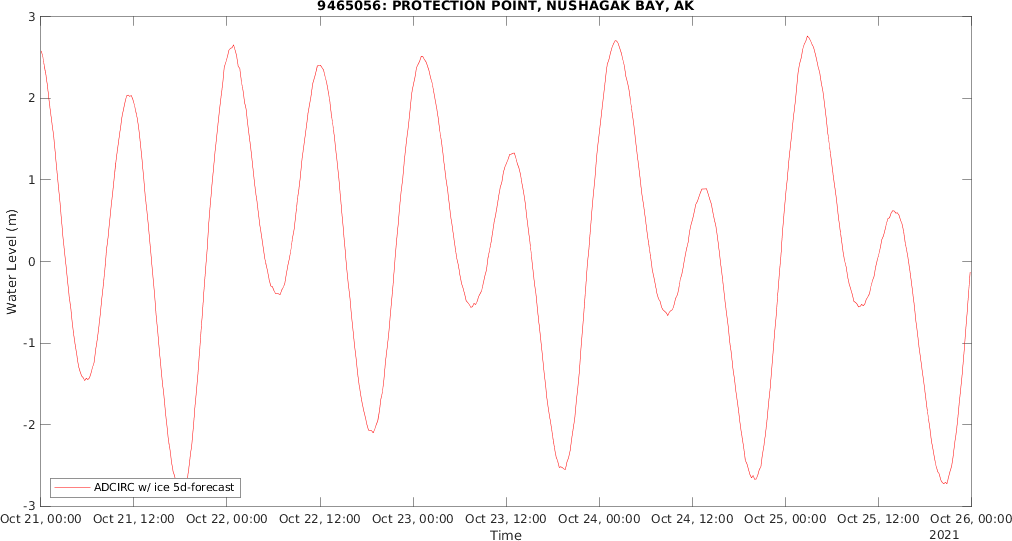 9465056: PROTECTION POINT, NUSHAGAK BAY, AK
3
2
1
0
-1
-2
-3
Water Level (m)
ADCIRC w/ ice 5d-forecast
Oct 21, 00:00 Oct 21, 12:00 Oct 22, 00:00 Oct 22, 12:00 Oct 23, 00:00 Oct 23, 12:00 Oct 24, 00:00 Oct 24, 12:00 Oct 25, 00:00 Oct 25, 12:00 Oct 26, 00:00
Time
2021